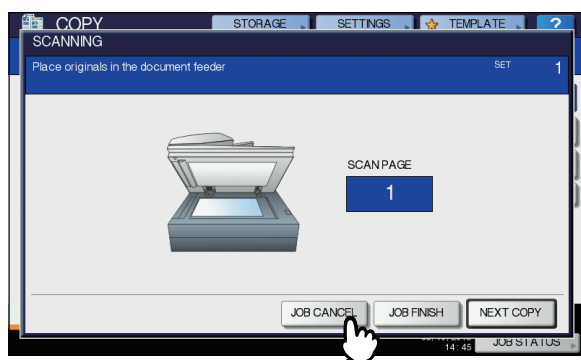 COPY STORAGE SETTINGS TEMPLATE ?
SCANNING
Place originals in the document feeder SET 1
SCAN PAGE
1
JOB CANCEL JOB FINISH NEXT COPY
14:45 JOB STATUS